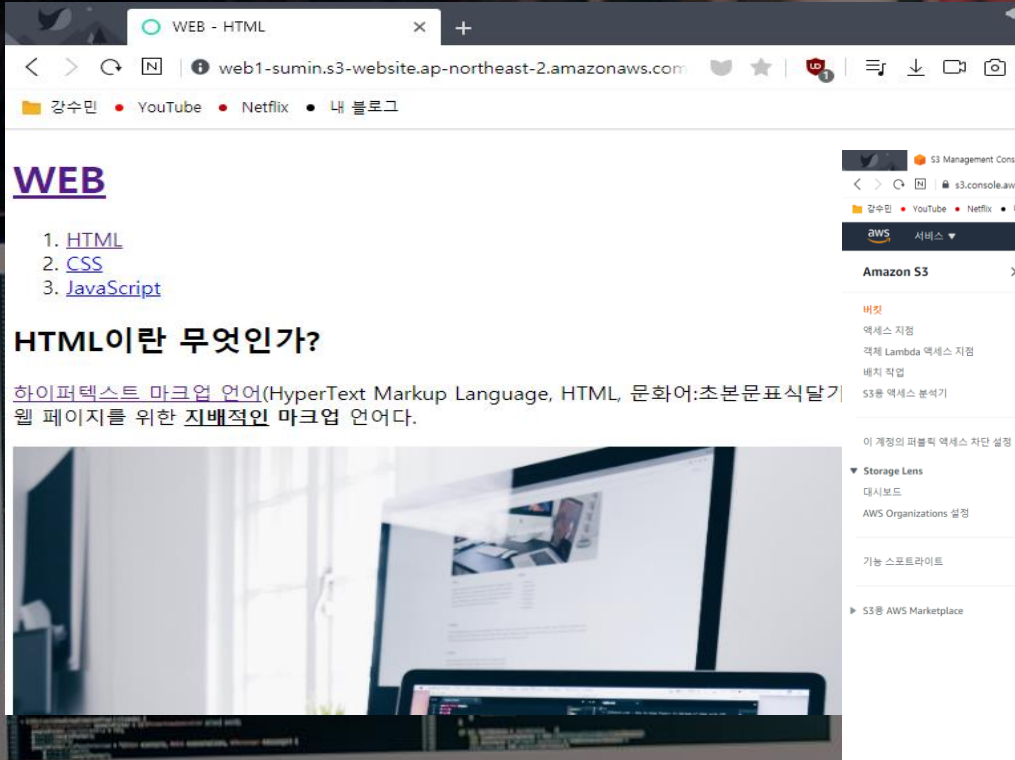 WEB - HTML
web1-sumin.s3-website.ap-northeast-2.amazonaws.com
강수민 YouTube Netflix 내 블로그
WEB
1. HTML
2. CSS
3. JavaScript
HTML이란 무엇인가?
하이퍼텍스트 마크업 언어(HyperText Markup Language, HTML, 문화어:초본문표식달기
웹 페이지를 위한 지배적인 마크업 언어다.
S3 Management Cons
s3.console.aw
강수민 YouTube Netflix
aws 서비스 ▼
Amazon S3
버킷
액세스 지점
객체 Lambda 액세스 지점
배치 작업
S3용 액세스 분석기
이 계정의 퍼블릭 액세스 차단 설정
▼ Storage Lens
대시보드
AWS Organizations 설정
기능 스포트라이트
▶ S3용 AWS Marketplace